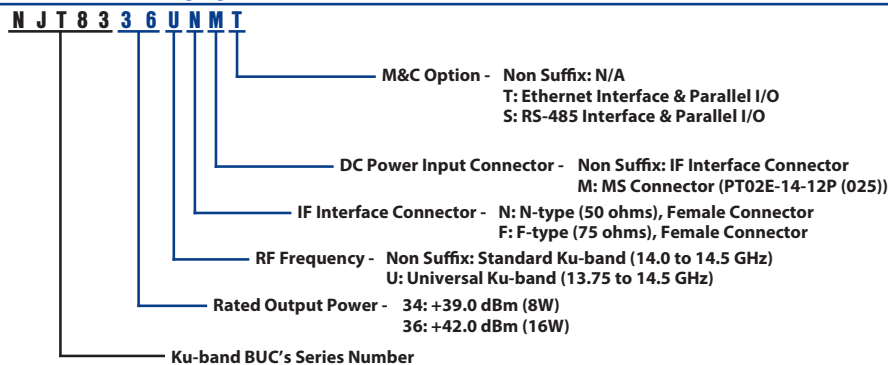 N J T 8 3 3 6 U N M T
M&C Option - Non Suffix: N/A
T: Ethernet Interface & Parallel I/O
S: RS-485 Interface & Parallel I/O
DC Power Input Connector - Non Suffix: IF Interface Connector
M: MS Connector (PT02E-14-12P (025))
IF Interface Connector - N: N-type (50 ohms), Female Connector
F: F-type (75 ohms), Female Connector
RF Frequency - Non Suffix: Standard Ku-band (14.0 to 14.5 GHz)
U: Universal Ku-band (13.75 to 14.5 GHz)
Rated Output Power - 34: +39.0 dBm (8W)
36: +42.0 dBm (16W)
Ku-band BUC's Series Number